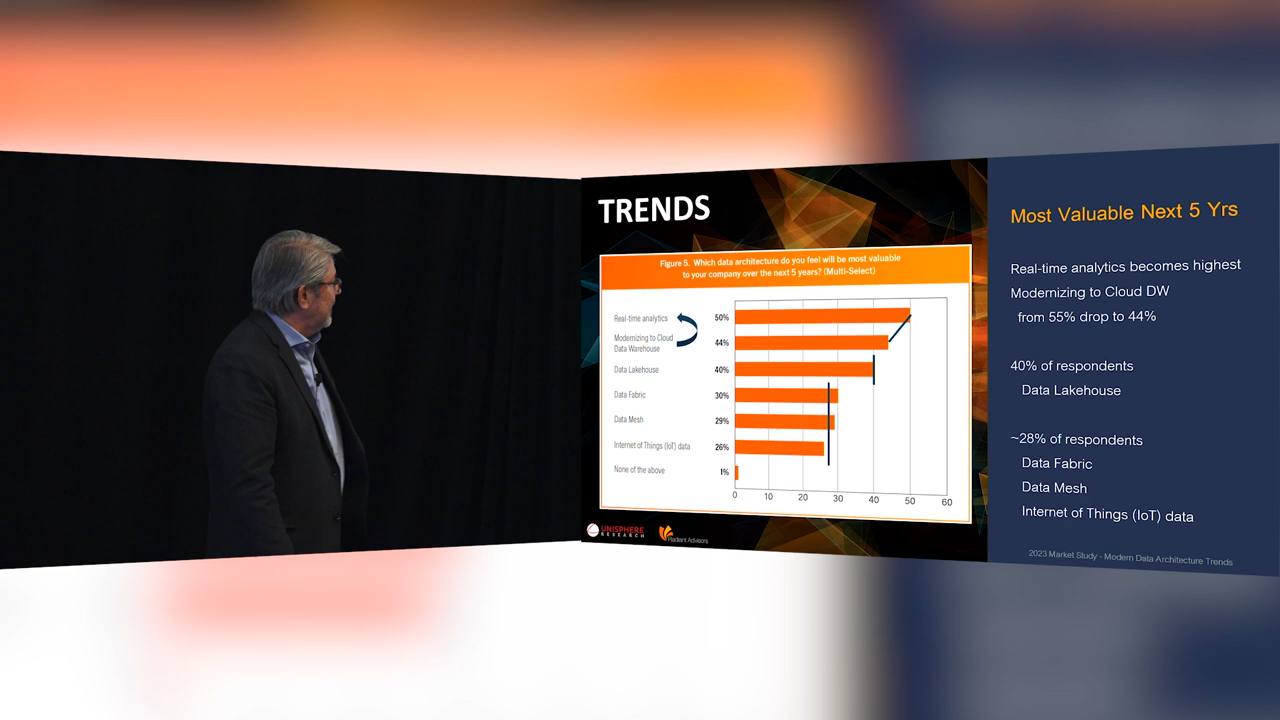 TRENDS
Figure 5. Which data architecture do you feel will be most valuable
to your company over the next 5 years? (Multi-Select)
Real-time analytics 50%
Modernizing to Cloud
Data Warehouse 44%
Data Lakehouse 40%
Data Fabric 30%
Data Mesh 29%
Internet of Things (IoT) data 26%
None of the above 1%
0 10 20 30 40 50 60
UNISPHERE
RESEARCH
Radiant Advisors
Most Valuable Next 5 Yrs
Real-time analytics becomes highest
Modernizing to Cloud DW
from 55% drop to 44%
40% of respondents
Data Lakehouse
~28% of respondents
Data Fabric
Data Mesh
Internet of Things (IoT) data
2023 Market Study - Modern Data Architecture Trends